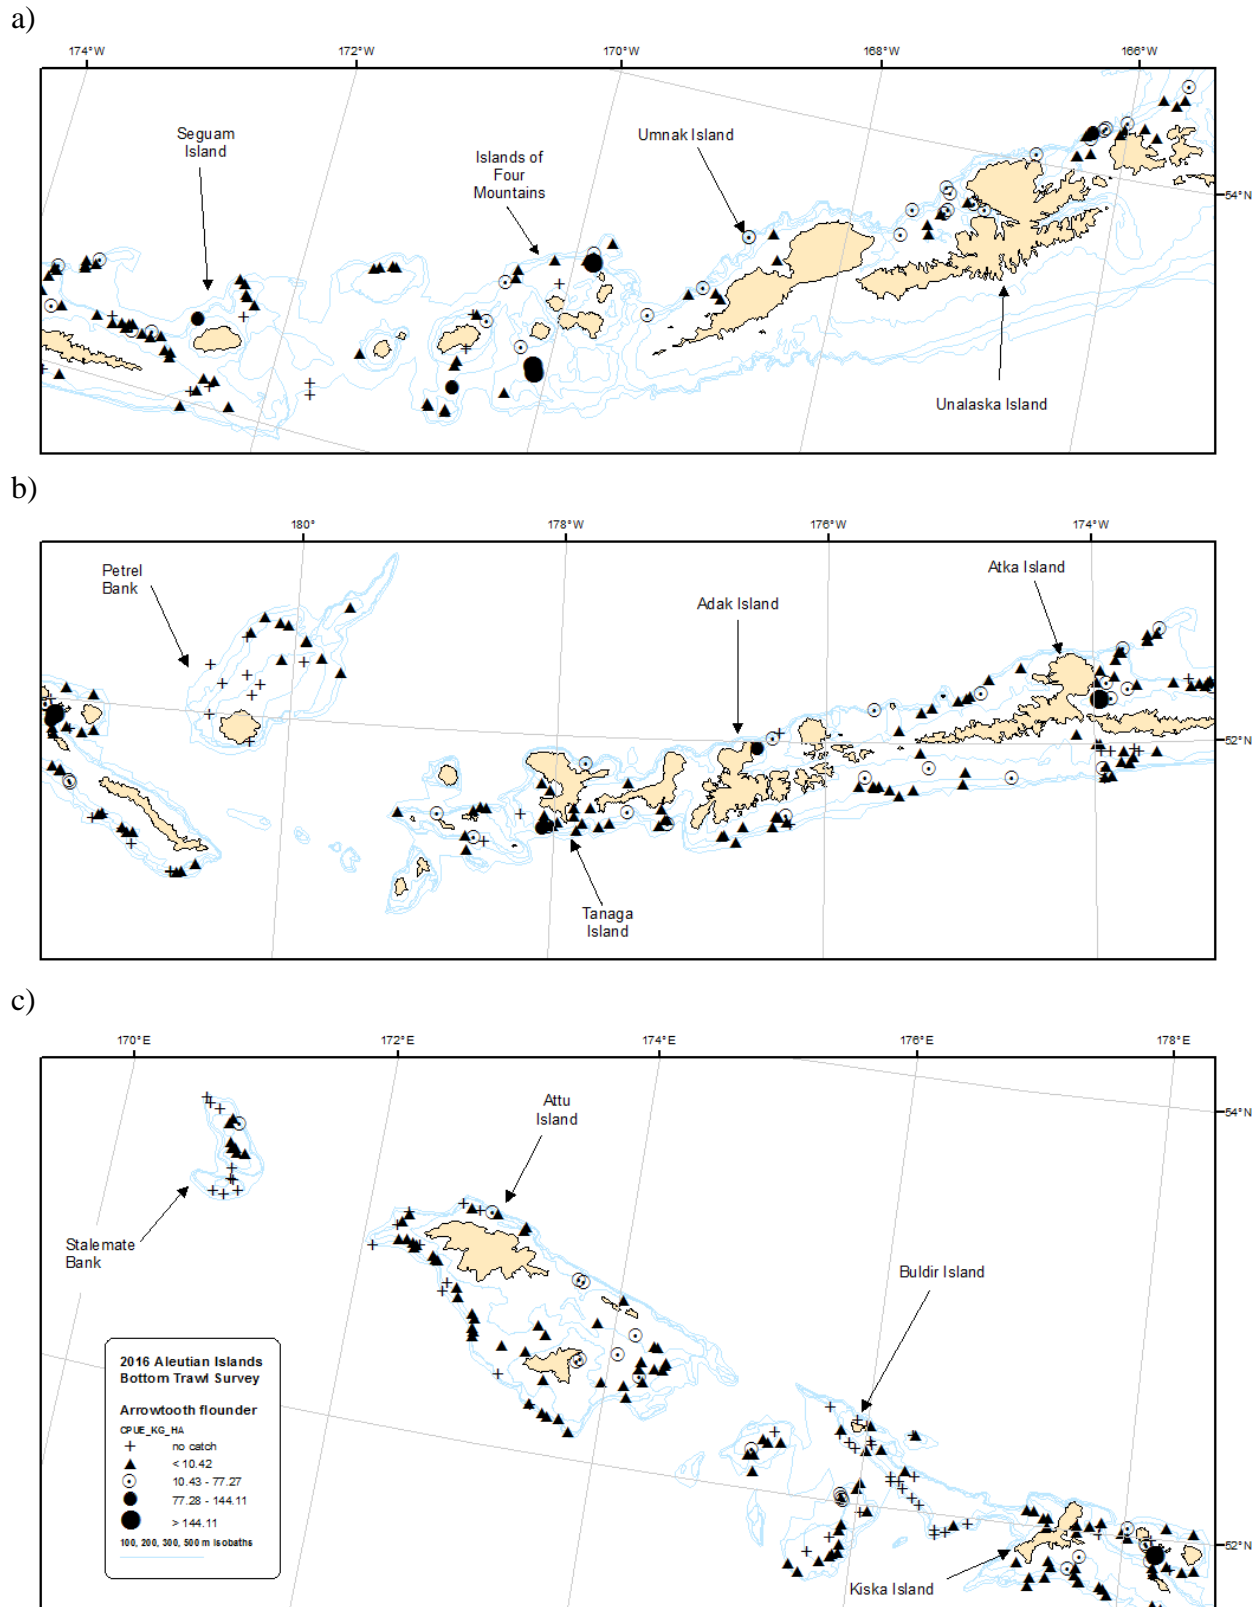 a)
174°W 172°W 170°W 168°W 166°W
Seguam
Island
Islands of
Four
Mountains
Umnak Island
54°N
Unalaska Island
b)
180° 178°W 176°W 174°W
Petrel
Bank
Adak Island
Atka Island
52°N
Tanaga
Island
c)
170°E 172°E 174°E 176°E 178°E
54°N
Attu
Island
Stalemate
Bank
Buldir Island
2016 Aleutian Islands
Bottom Trawl Survey
Arrowtooth flounder
CPUE_KG_HA
no catch
< 10.42
10.43 - 77.27
77.28 - 144.11
> 144.11
100, 200, 300, 500 m Isobaths
52°N
Kiska Island